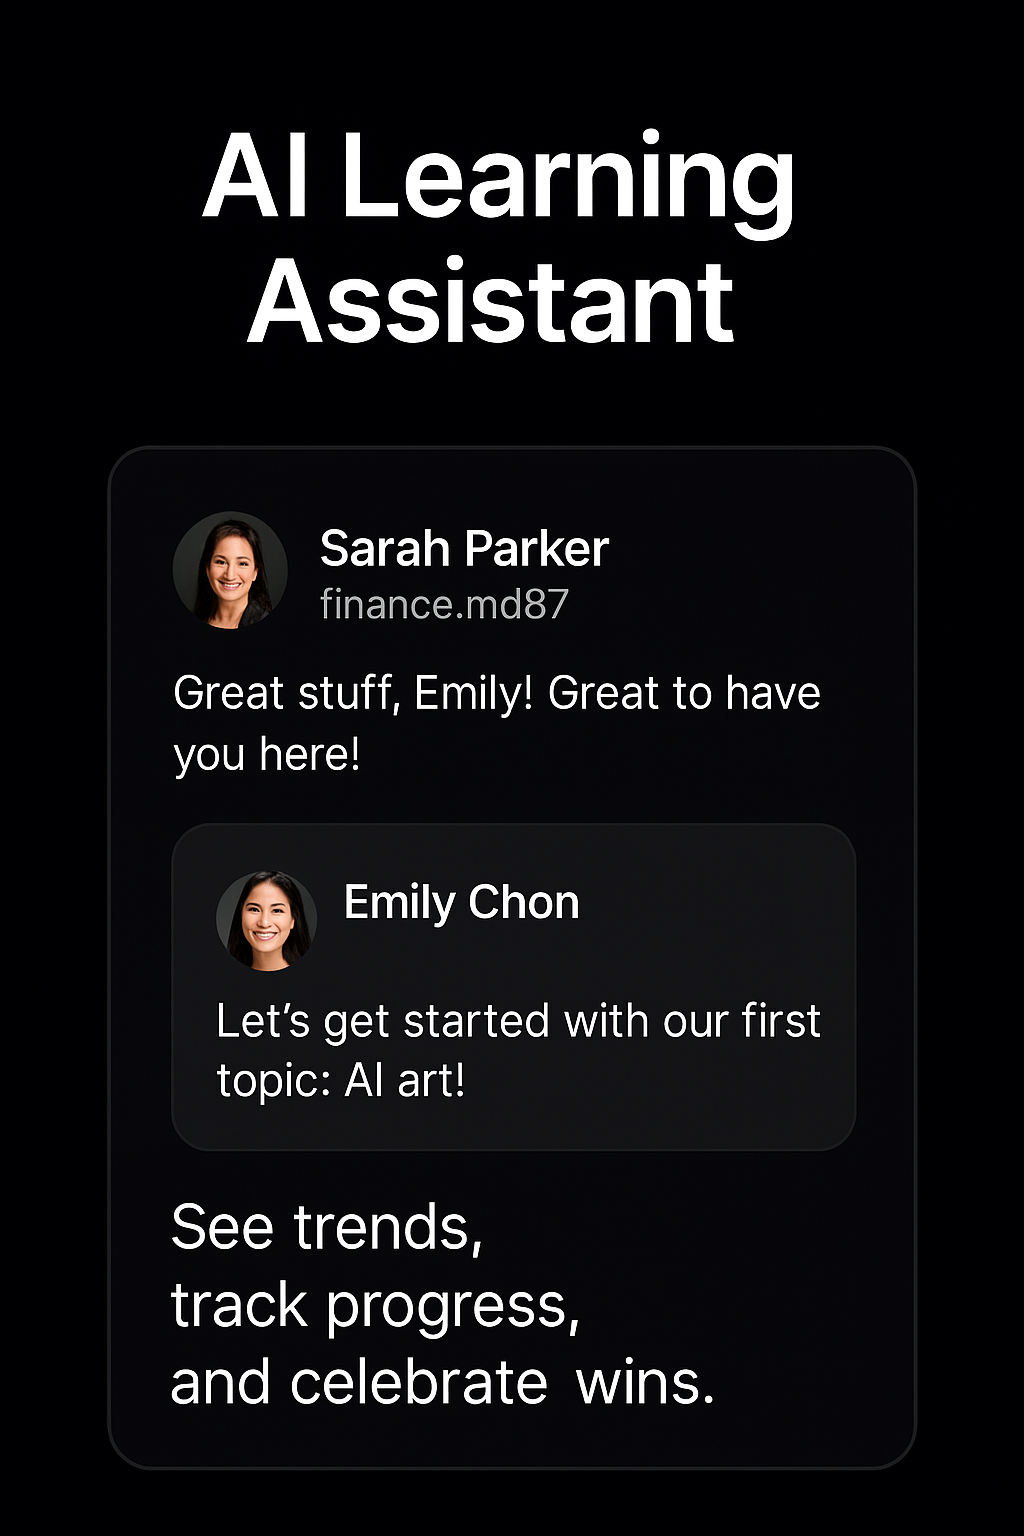 AI Learning
Assistant
Sarah Parker
finance.md87
Great stuff, Emily! Great to have
you here!
Emily Chon
Let’s get started with our first
topic: AI art!
See trends,
track progress,
and celebrate wins.